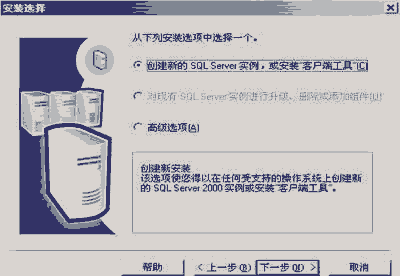 安装选择
从下列安装选项中选择一个。
创建新的 SQL Server 实例，或安装“客户端工具”(C)
对现有 SQL Server 实例进行升级、删除或添加组件(U)
高级选项(A)
创建新安装
该选项使您得以在任何受支持的操作系统上创建新
的 SQL Server 2000 实例或安装“客户端工具”。
帮助 < 上一步(B) 下一步(N) > 取消